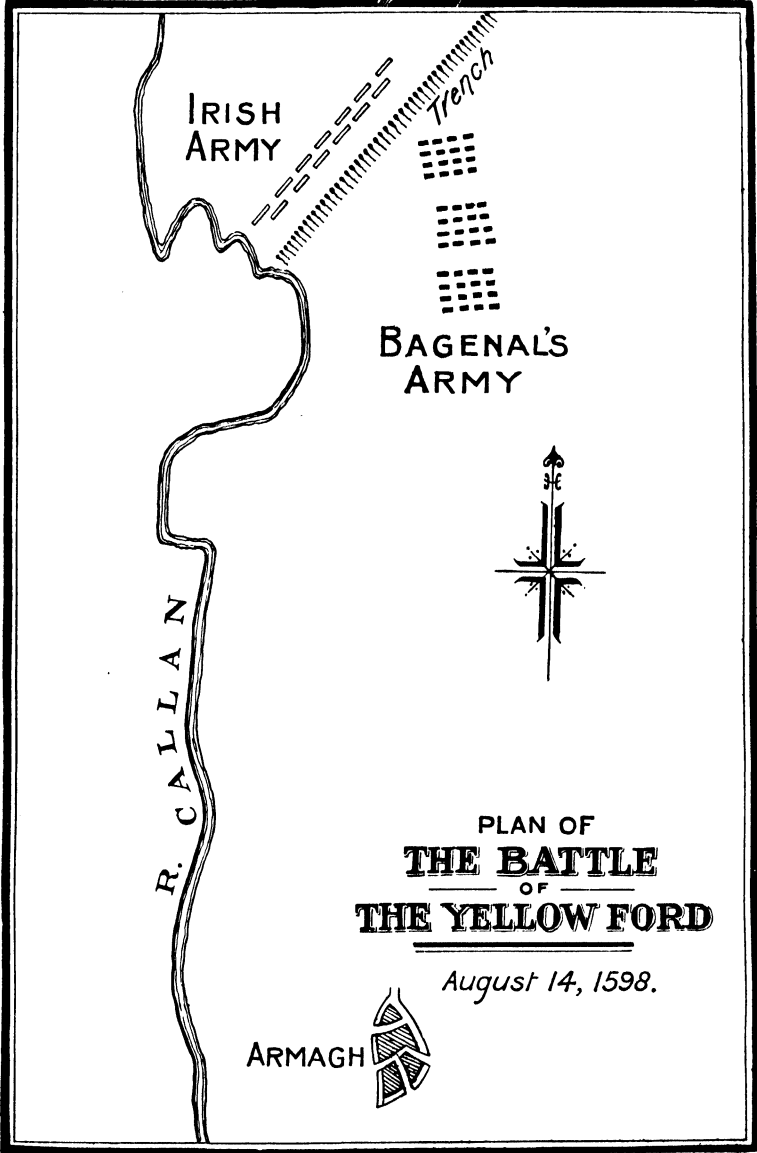 IRISH
ARMY
Trench
BAGENAL'S
ARMY
R. CALLAN
PLAN OF
THE BATTLE
OF
THE YELLOW FORD
August 14, 1598.
ARMAGH